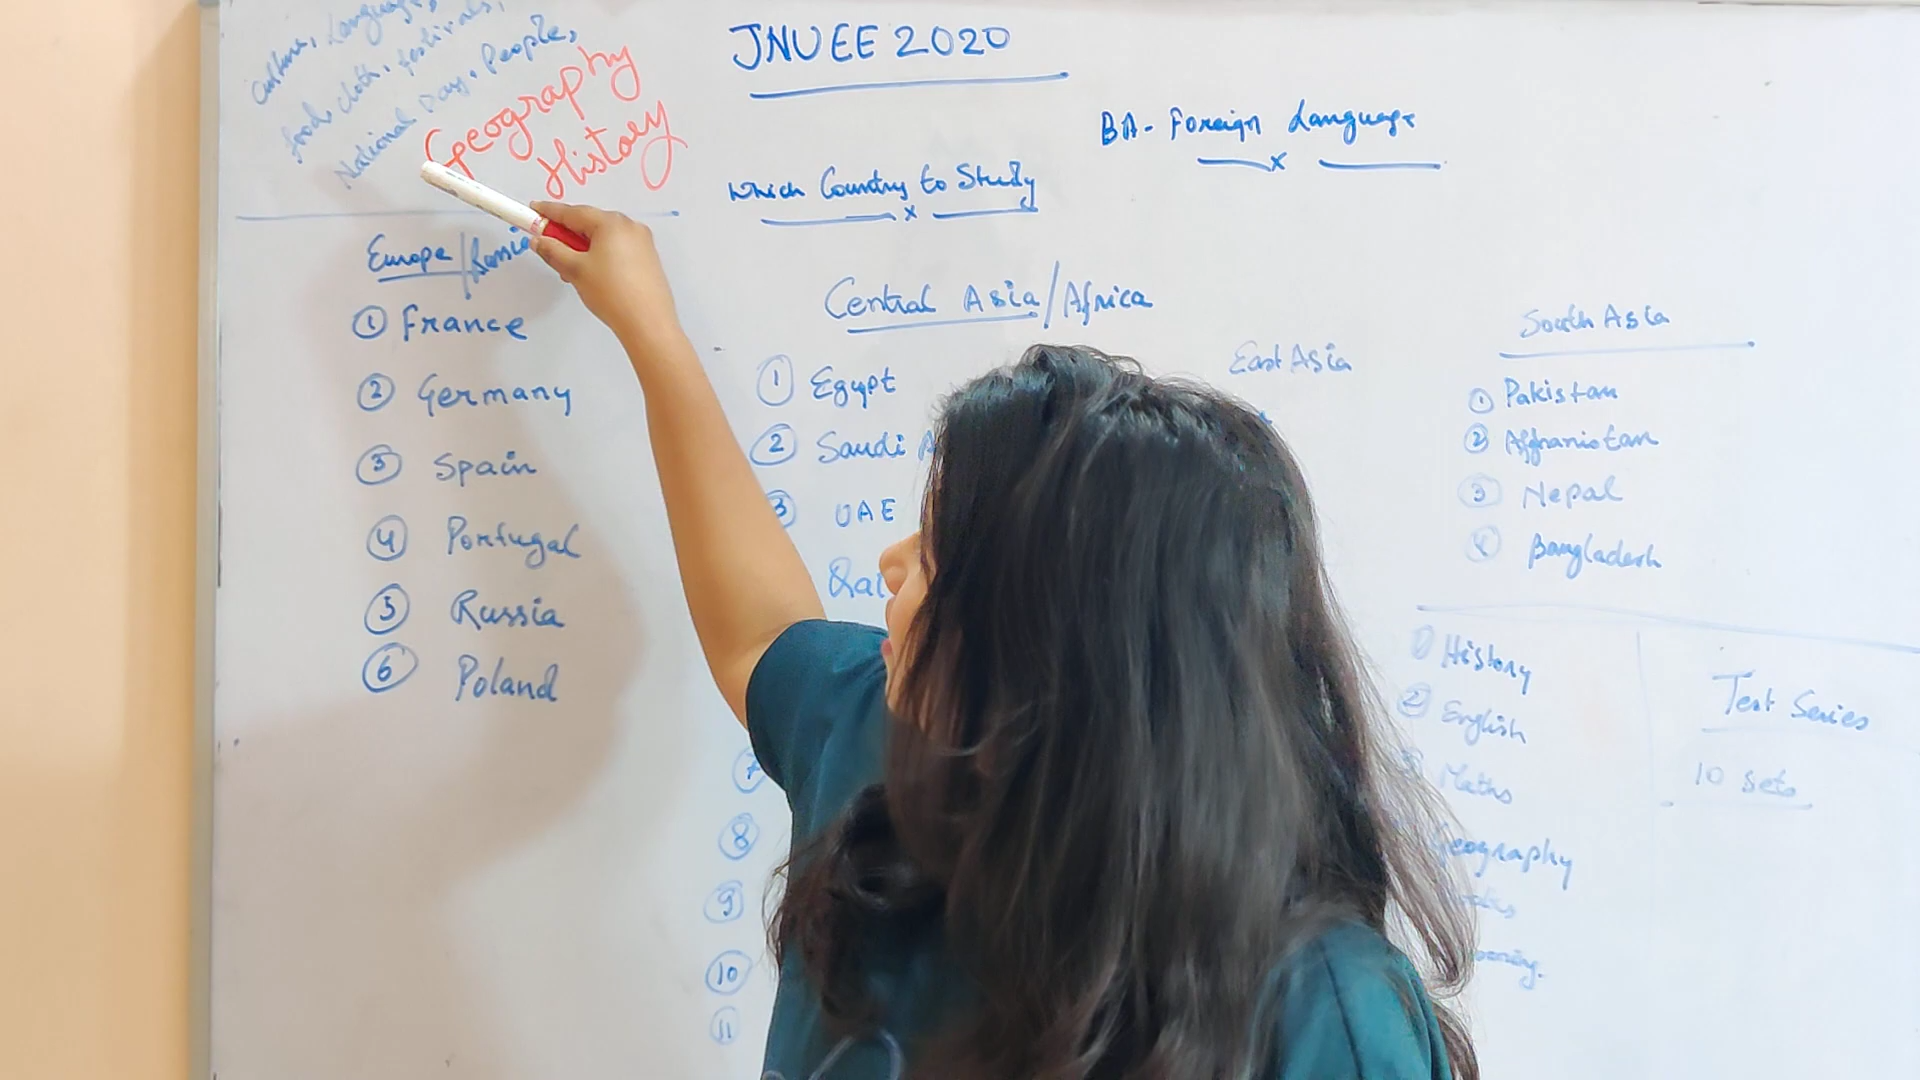 Culture, Language,
food, cloth, festivals,
National Day, People,
Geography
History
JNUEE 2020
BA - Foreign Language
x
Which Country to Study
x
Europe / Russia
① France
② Germany
③ Spain
④ Portugal
⑤ Russia
⑥ Poland
Central Asia / Africa
① Egypt
② Saudi
③ UAE
7
⑧
⑨
⑩
11
East Asia
South Asia
① Pakistan
② Afghanistan
③ Nepal
④ Bangladesh
1) History
② English
Maths
Geography
Test Series
10 sets